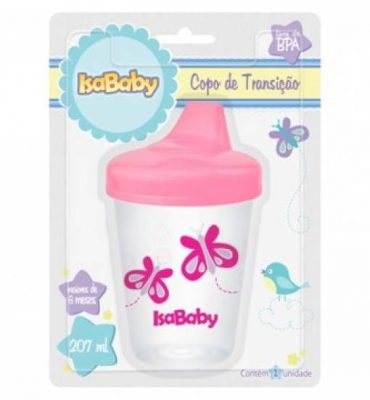 livre de
BPA
IsaBaby
Copo de Transição
maiores de
6 meses
IsaBaby
207 ml
Contém 1 unidade